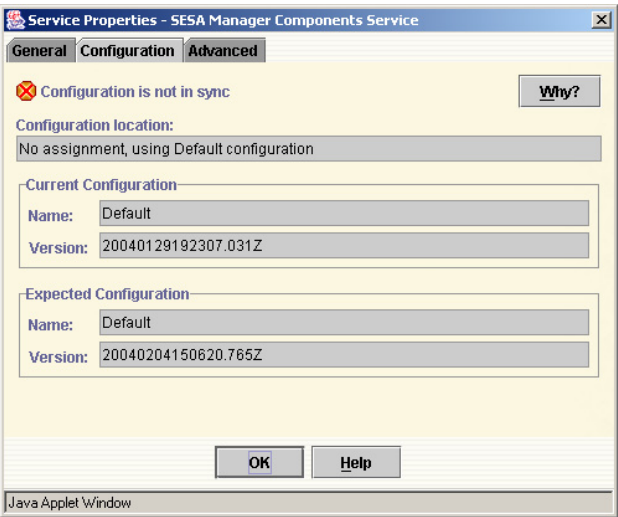 Service Properties - SESA Manager Components Service
General Configuration Advanced
Configuration is not in sync Why?
Configuration location:
No assignment, using Default configuration
Current Configuration
Name: Default
Version: 20040129192307.031Z
Expected Configuration
Name: Default
Version: 20040204150620.765Z
OK Help
Java Applet Window